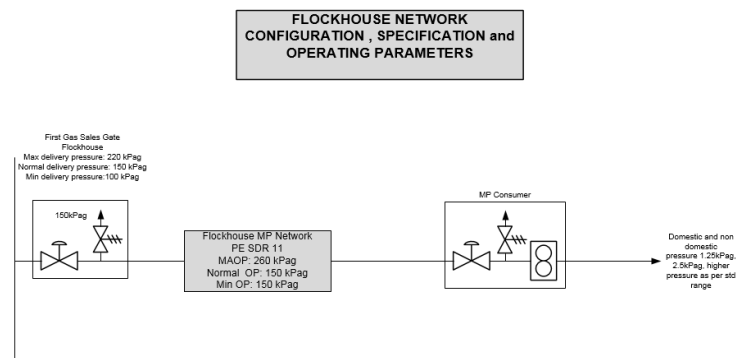 FLOCKHOUSE NETWORK
CONFIGURATION , SPECIFICATION and
OPERATING PARAMETERS
First Gas Sales Gate
Flockhouse
Max delivery pressure: 220 kPag
Normal delivery pressure: 150 kPag
Min delivery pressure:100 kPag
150kPag
Flockhouse MP Network
PE SDR 11
MAOP: 260 kPag
Normal OP: 150 kPag
Min OP: 150 kPag
MP Consumer
Domestic and non
domestic
pressure 1.25kPag,
2.5kPag, higher
pressure as per std
range